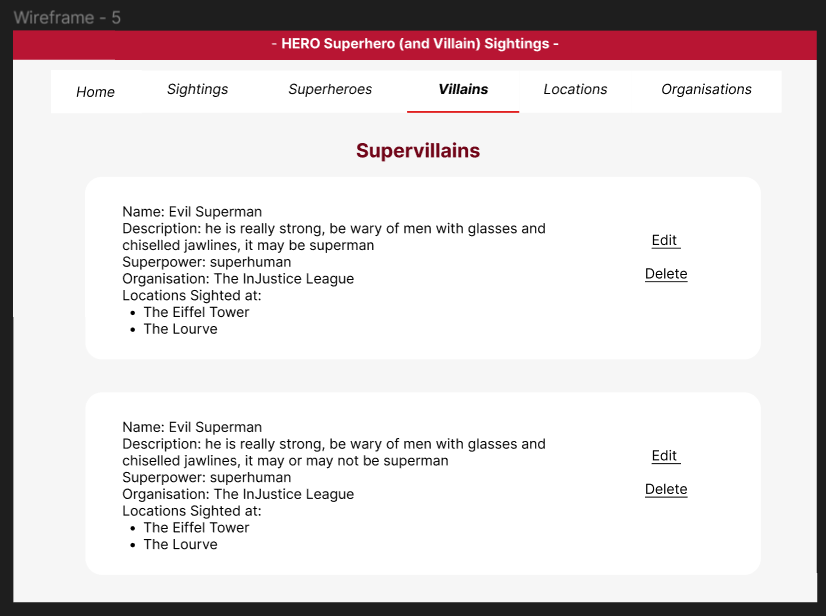 Wireframe - 5
- HERO Superhero (and Villain) Sightings -
Home Sightings Superheroes Villains Locations Organisations
Supervillains
Name: Evil Superman
Description: he is really strong, be wary of men with glasses and
chiselled jawlines, it may be superman
Superpower: superhuman
Organisation: The InJustice League
Locations Sighted at:
• The Eiffel Tower
• The Lourve
Edit
Delete
Name: Evil Superman
Description: he is really strong, be wary of men with glasses and
chiselled jawlines, it may or may not be superman
Superpower: superhuman
Organisation: The InJustice League
Locations Sighted at:
• The Eiffel Tower
• The Lourve
Edit
Delete